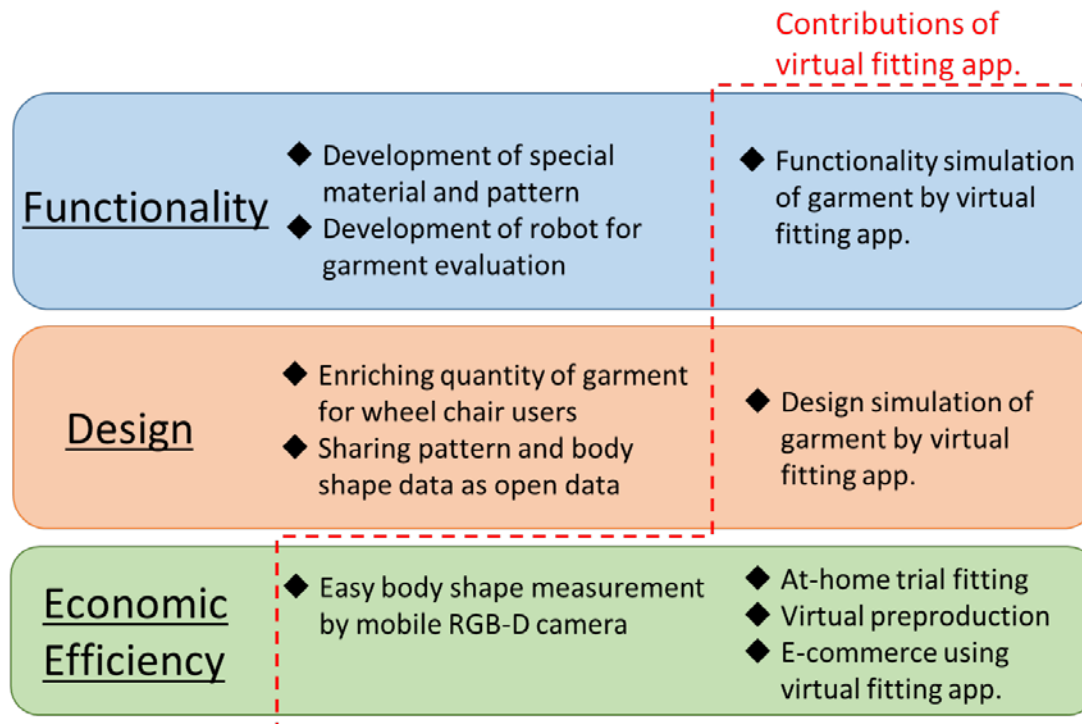 Contributions of
virtual fitting app.
Functionality
◆ Development of special
material and pattern
◆ Development of robot for
garment evaluation
◆ Functionality simulation
of garment by virtual
fitting app.
Design
◆ Enriching quantity of garment
for wheel chair users
◆ Sharing pattern and body
shape data as open data
◆ Design simulation of
garment by virtual
fitting app.
Economic
Efficiency
◆ Easy body shape measurement
by mobile RGB-D camera
◆ At-home trial fitting
◆ Virtual preproduction
◆ E-commerce using
virtual fitting app.